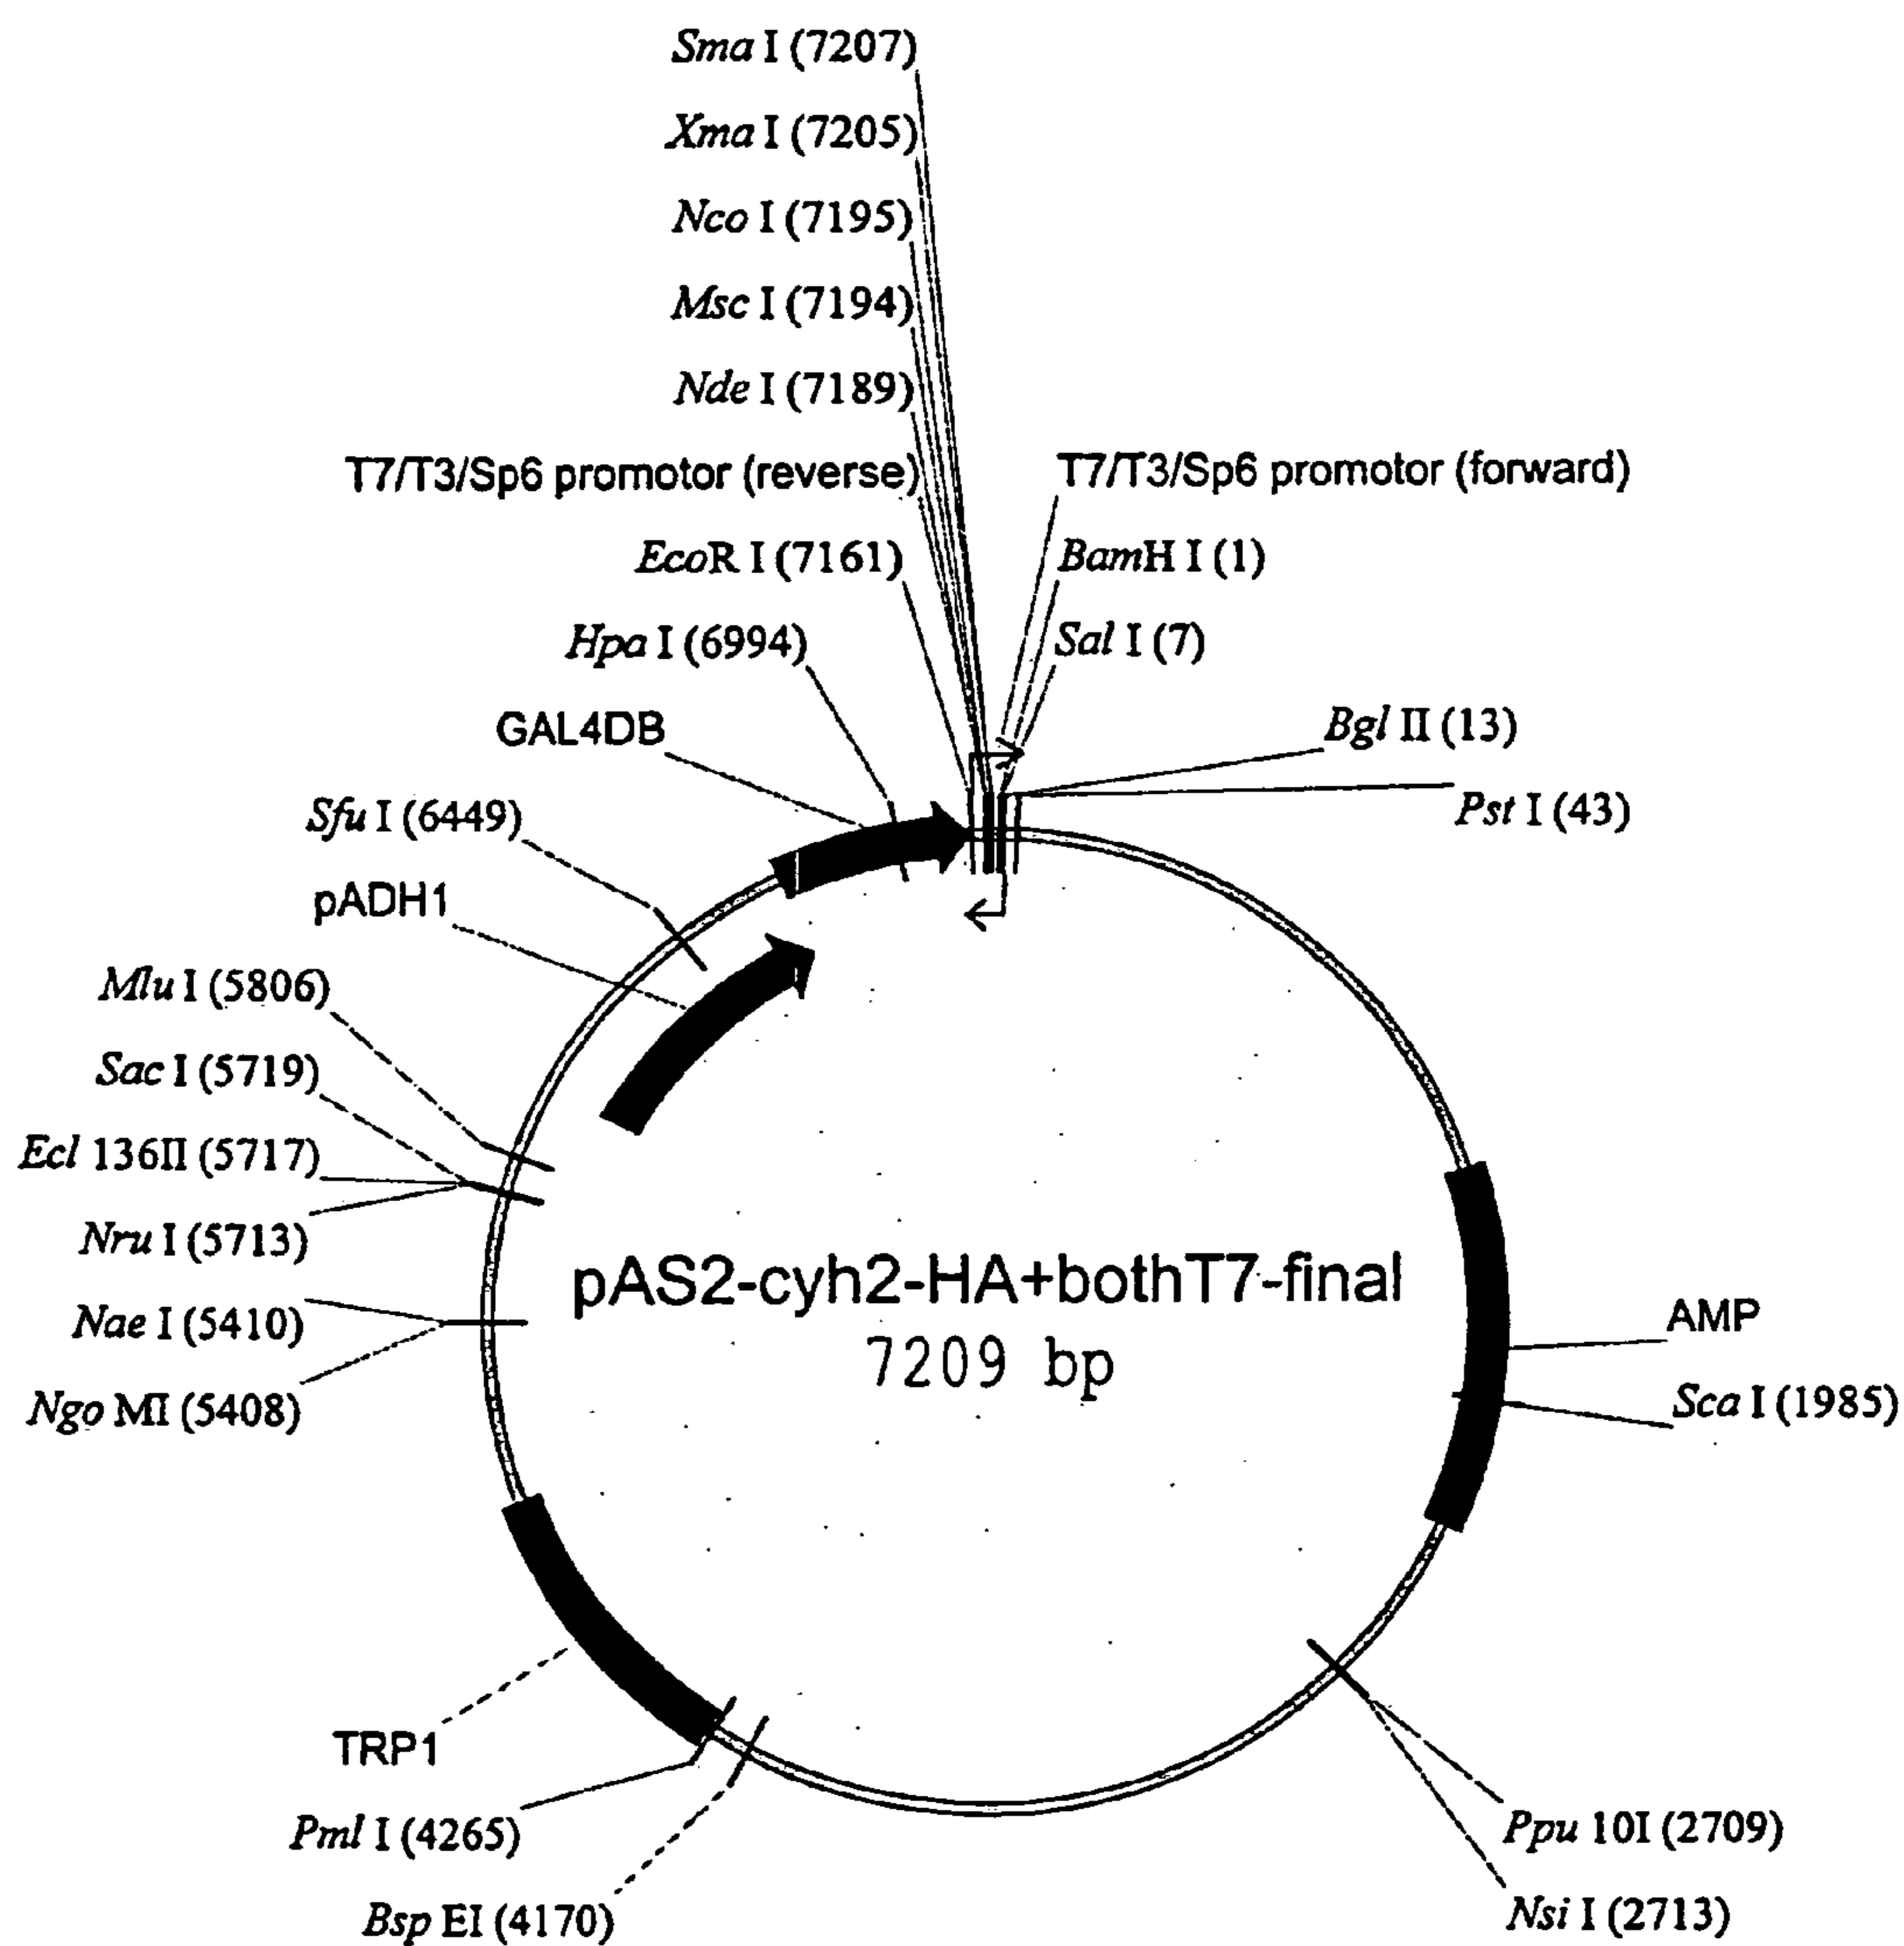 Sma I (7207)
Xma I (7205)
Nco I (7195)
Msc I (7194)
Nde I (7189)
T7/T3/Sp6 promotor (reverse)
T7/T3/Sp6 promotor (forward)
EcoR I (7161)
BamH I (1)
Hpa I (6994)
Sal I (7)
GAL4DB
Bgl II (13)
Sfu I (6449)
Pst I (43)
pADH1
Mlu I (5806)
Sac I (5719)
Ecl 136II (5717)
Nru I (5713)
pAS2-cyh2-HA+bothT7-final
7209 bp
Nae I (5410)
AMP
Ngo MI (5408)
Sca I (1985)
TRP1
Pml I (4265)
Ppu 10I (2709)
Bsp EI (4170)
Nsi I (2713)